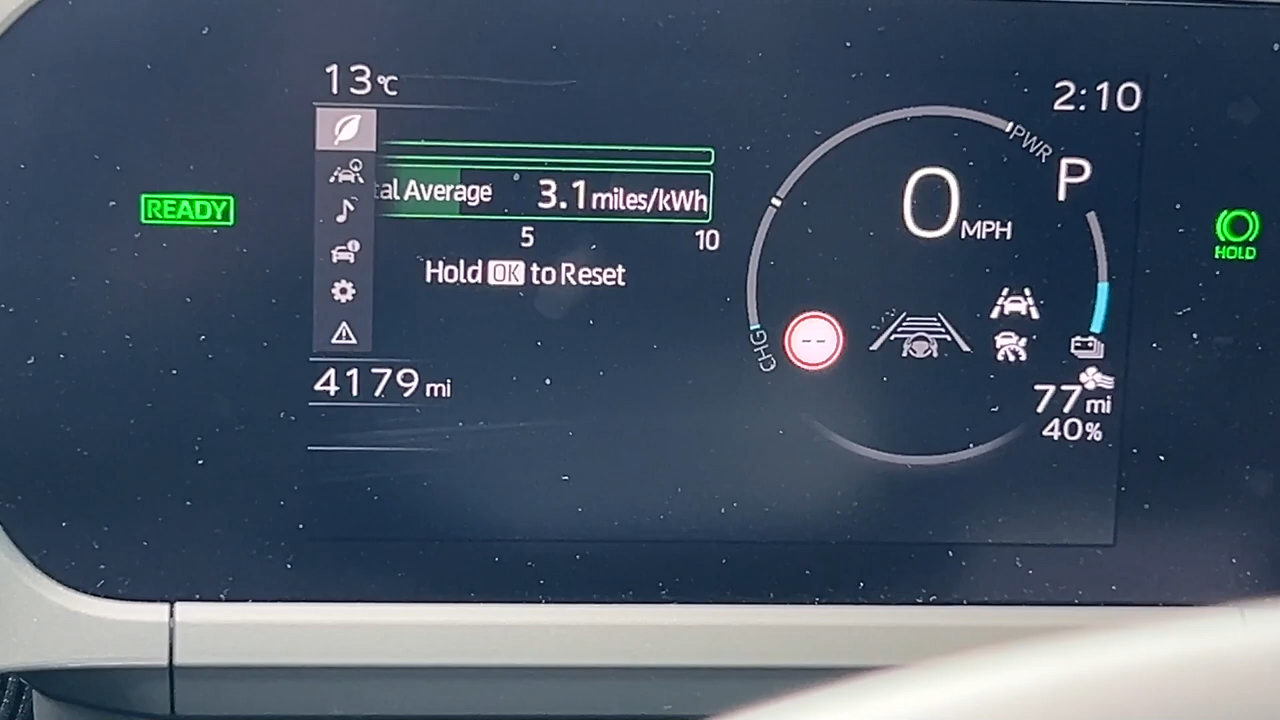 13°C
2:10
PWR
P
READY
al Average 3.1 miles/kWh
0 MPH
5 10
HOLD
Hold OK to Reset
--
CHG
4179 mi
77 mi
40%